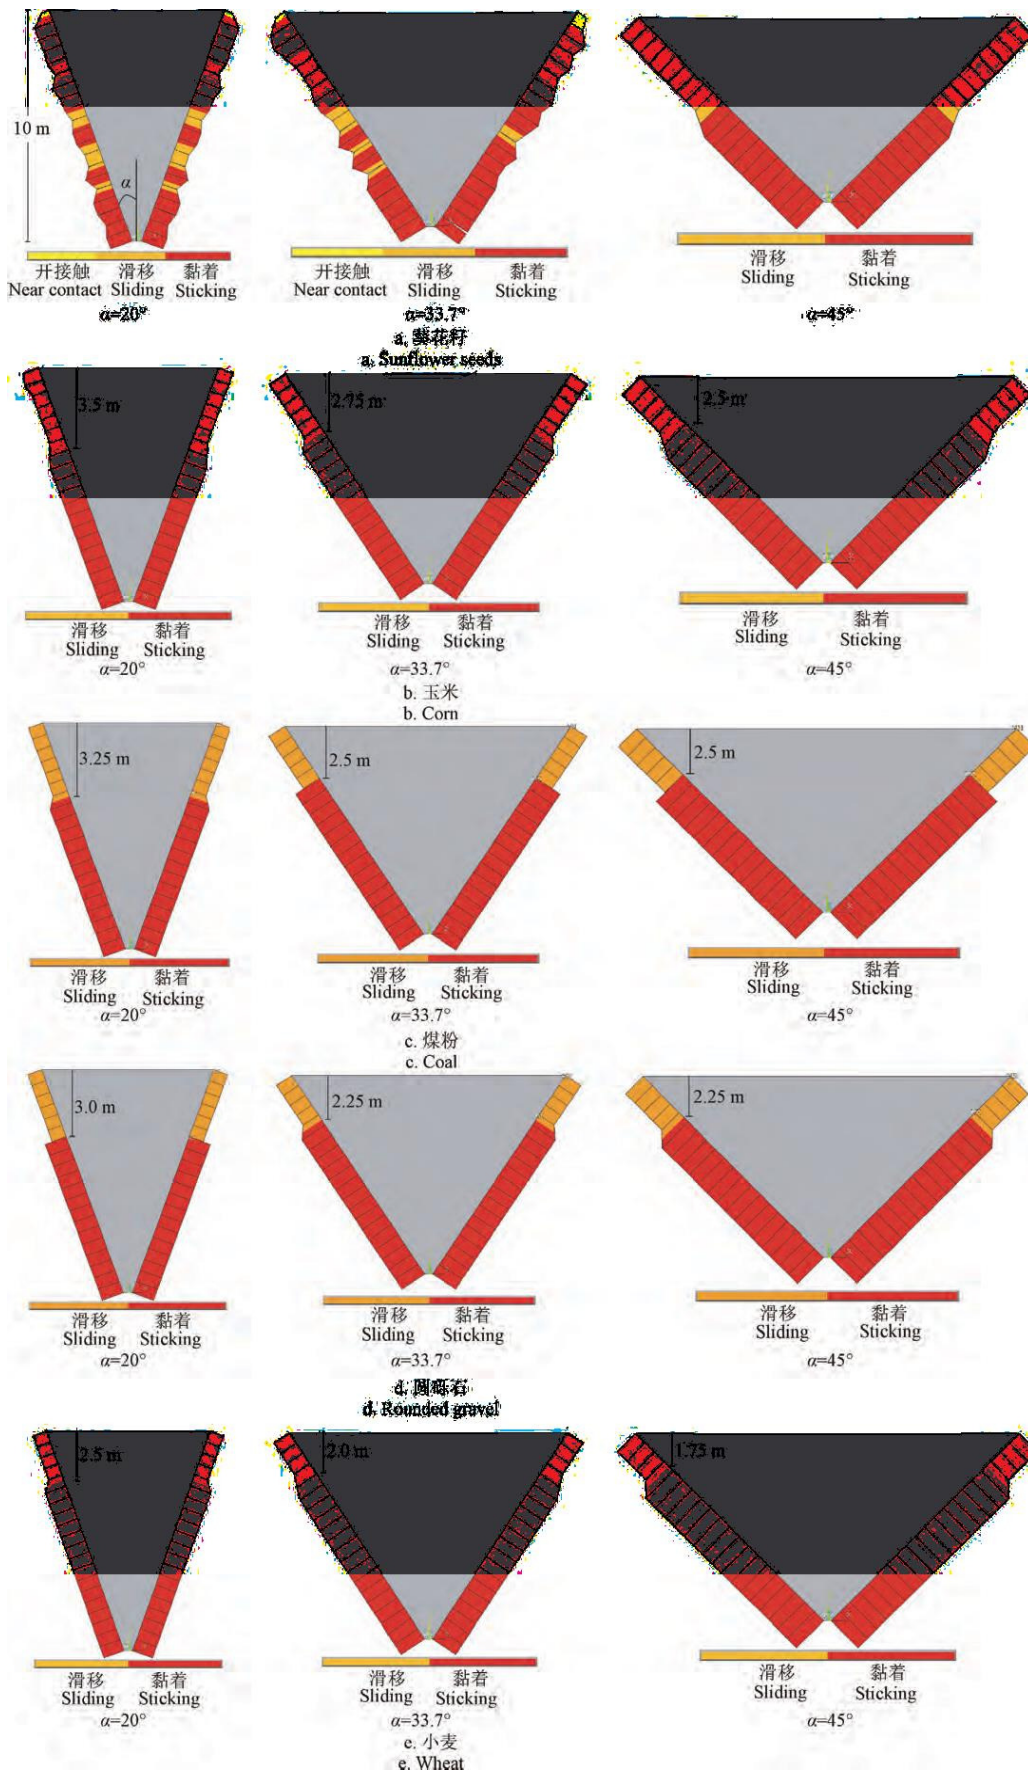 10 m
α
开接触 滑移 黏着
Near contact Sliding Sticking
α=20°
开接触 滑移 黏着
Near contact Sliding Sticking
α=33.7°
滑移 黏着
Sliding Sticking
α=45°
a. 葵花籽
a. Sunflower seeds
3.5 m
2.75 m
2.5 m
滑移 黏着
Sliding Sticking
α=20°
滑移 黏着
Sliding Sticking
α=33.7°
滑移 黏着
Sliding Sticking
α=45°
b. 玉米
b. Corn
3.25 m
2.5 m
2.5 m
滑移 黏着
Sliding Sticking
α=20°
滑移 黏着
Sliding Sticking
α=33.7°
滑移 黏着
Sliding Sticking
α=45°
c. 煤粉
c. Coal
3.0 m
2.25 m
2.25 m
滑移 黏着
Sliding Sticking
α=20°
滑移 黏着
Sliding Sticking
α=33.7°
滑移 黏着
Sliding Sticking
α=45°
d. 圆砾石
d. Rounded gravel
2.5 m
2.0 m
1.75 m
滑移 黏着
Sliding Sticking
α=20°
滑移 黏着
Sliding Sticking
α=33.7°
滑移 黏着
Sliding Sticking
α=45°
e. 小麦
e. Wheat